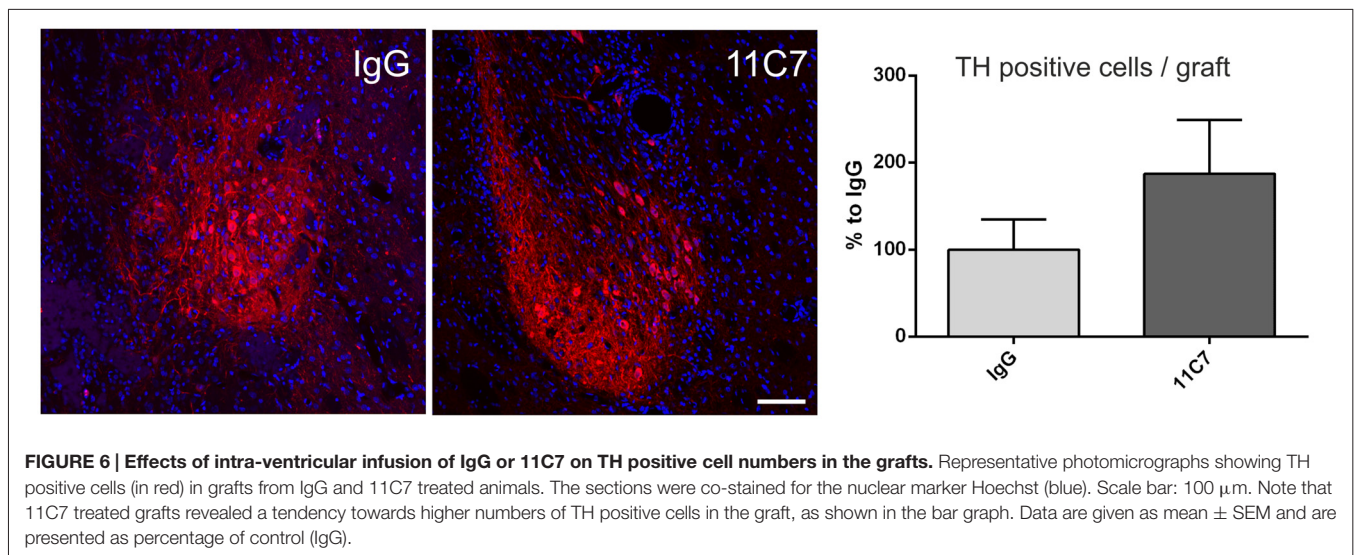 IgG
11C7
TH positive cells / graft
% to IgG
300
200
100
0
IgG
11C7
FIGURE 6 | Effects of intra-ventricular infusion of IgG or 11C7 on TH positive cell numbers in the grafts. Representative photomicrographs showing TH
positive cells (in red) in grafts from IgG and 11C7 treated animals. The sections were co-stained for the nuclear marker Hoechst (blue). Scale bar: 100 μm. Note that
11C7 treated grafts revealed a tendency towards higher numbers of TH positive cells in the graft, as shown in the bar graph. Data are given as mean ± SEM and are
presented as percentage of control (IgG).